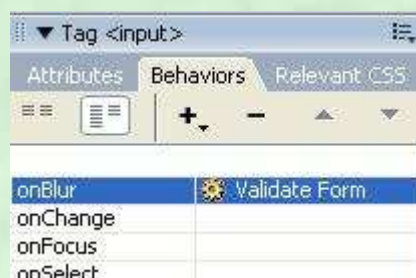 Tag <input>
Attributes Behaviors Relevant CSS
onBlur Validate Form
onChange
onFocus
onSelect